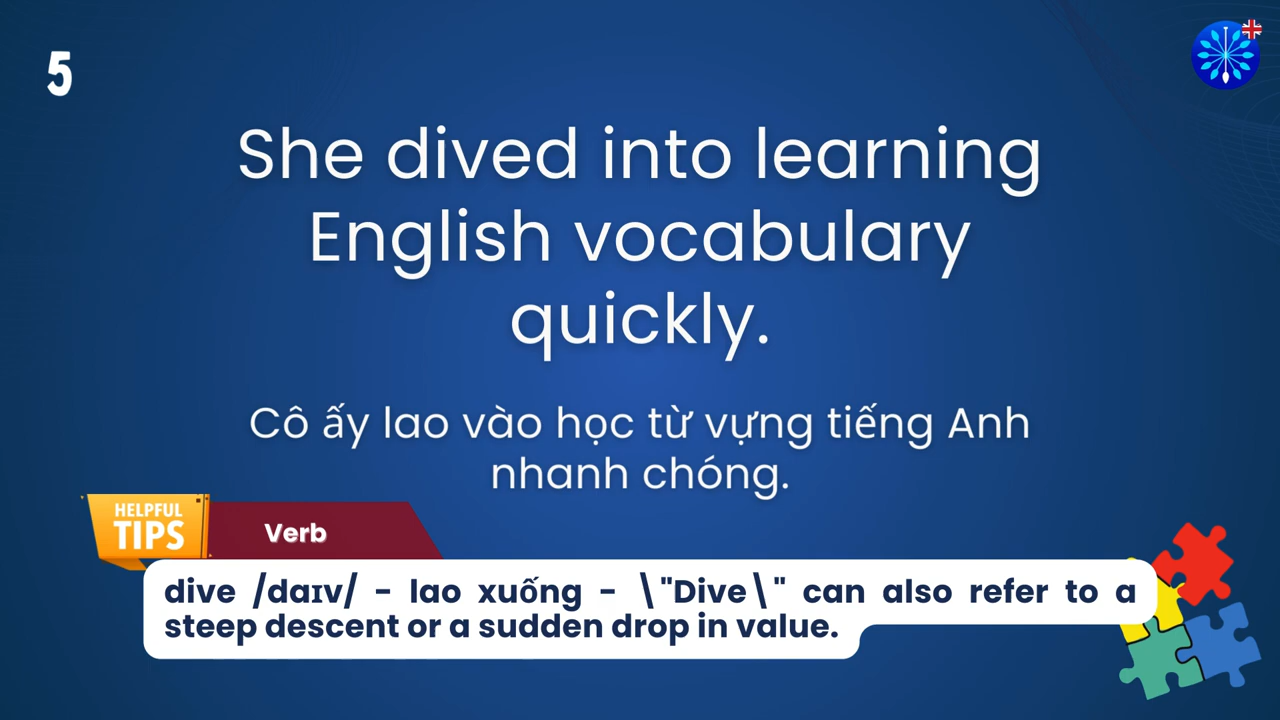 5
She dived into learning
English vocabulary
quickly.
Cô ấy lao vào học từ vựng tiếng Anh
nhanh chóng.
HELPFUL
TIPS
Verb
dive /daɪv/ - lao xuống - \"Dive\" can also refer to a
steep descent or a sudden drop in value.